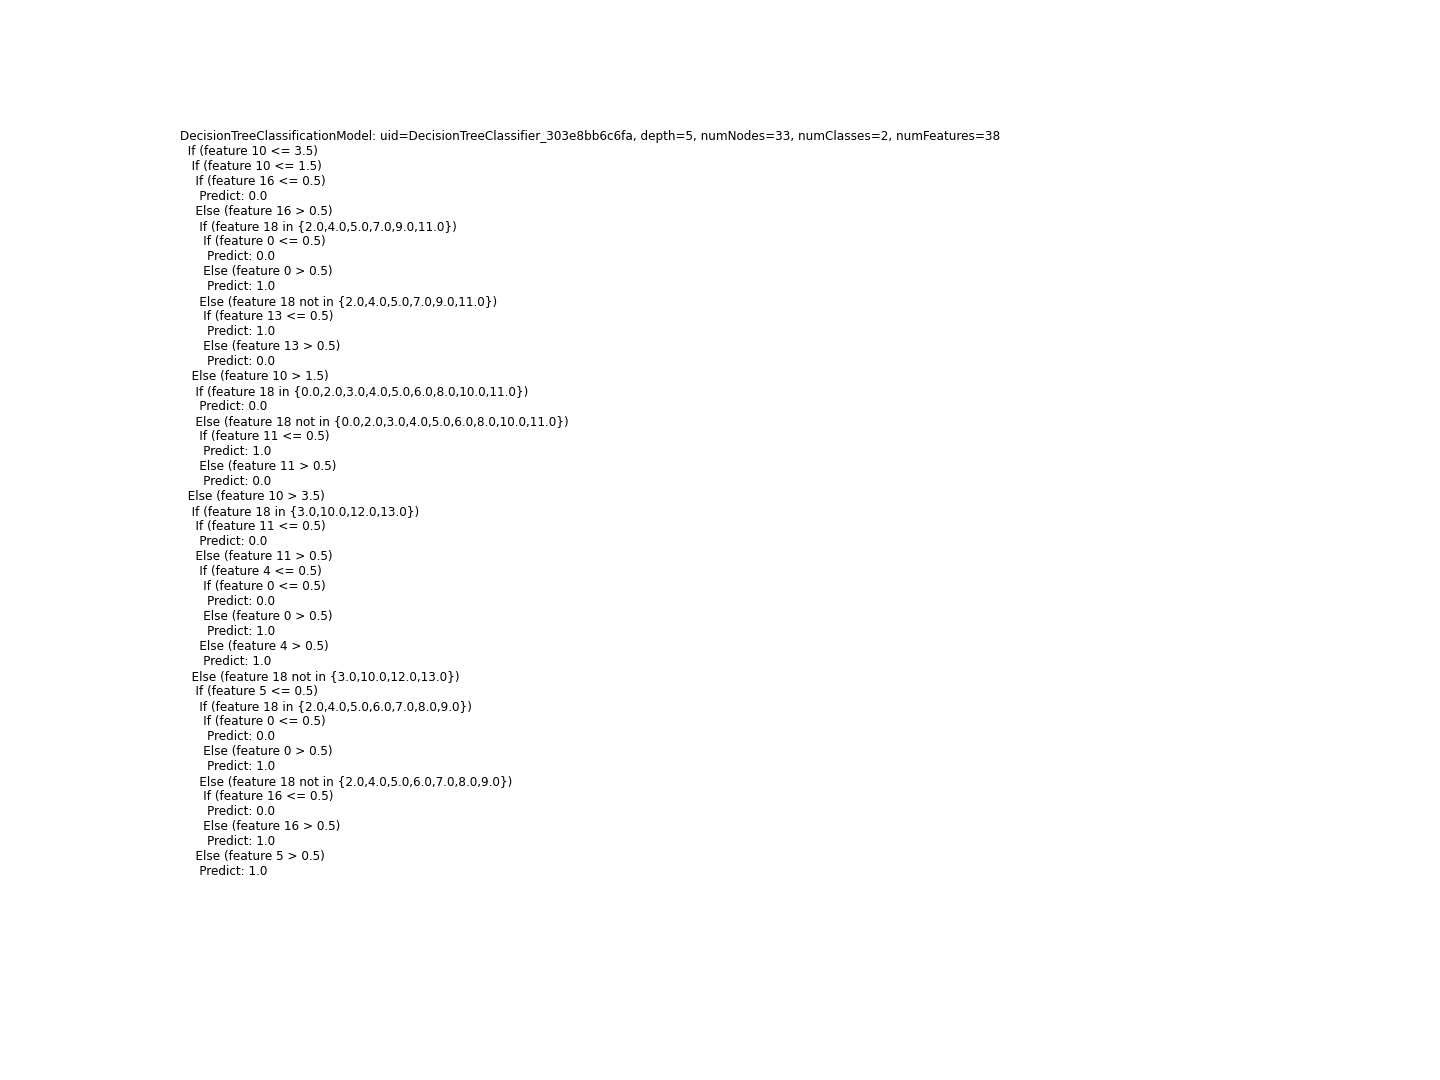 DecisionTreeClassificationModel: uid=DecisionTreeClassifier_303e8bb6c6fa, depth=5, numNodes=33, numClasses=2, numFeatures=38
If (feature 10 <= 3.5)
If (feature 10 <= 1.5)
If (feature 16 <= 0.5)
Predict: 0.0
Else (feature 16 > 0.5)
If (feature 18 in {2.0,4.0,5.0,7.0,9.0,11.0})
If (feature 0 <= 0.5)
Predict: 0.0
Else (feature 0 > 0.5)
Predict: 1.0
Else (feature 18 not in {2.0,4.0,5.0,7.0,9.0,11.0})
If (feature 13 <= 0.5)
Predict: 1.0
Else (feature 13 > 0.5)
Predict: 0.0
Else (feature 10 > 1.5)
If (feature 18 in {0.0,2.0,3.0,4.0,5.0,6.0,8.0,10.0,11.0})
Predict: 0.0
Else (feature 18 not in {0.0,2.0,3.0,4.0,5.0,6.0,8.0,10.0,11.0})
If (feature 11 <= 0.5)
Predict: 1.0
Else (feature 11 > 0.5)
Predict: 0.0
Else (feature 10 > 3.5)
If (feature 18 in {3.0,10.0,12.0,13.0})
If (feature 11 <= 0.5)
Predict: 0.0
Else (feature 11 > 0.5)
If (feature 4 <= 0.5)
If (feature 0 <= 0.5)
Predict: 0.0
Else (feature 0 > 0.5)
Predict: 1.0
Else (feature 4 > 0.5)
Predict: 1.0
Else (feature 18 not in {3.0,10.0,12.0,13.0})
If (feature 5 <= 0.5)
If (feature 18 in {2.0,4.0,5.0,6.0,7.0,8.0,9.0})
If (feature 0 <= 0.5)
Predict: 0.0
Else (feature 0 > 0.5)
Predict: 1.0
Else (feature 18 not in {2.0,4.0,5.0,6.0,7.0,8.0,9.0})
If (feature 16 <= 0.5)
Predict: 0.0
Else (feature 16 > 0.5)
Predict: 1.0
Else (feature 5 > 0.5)
Predict: 1.0